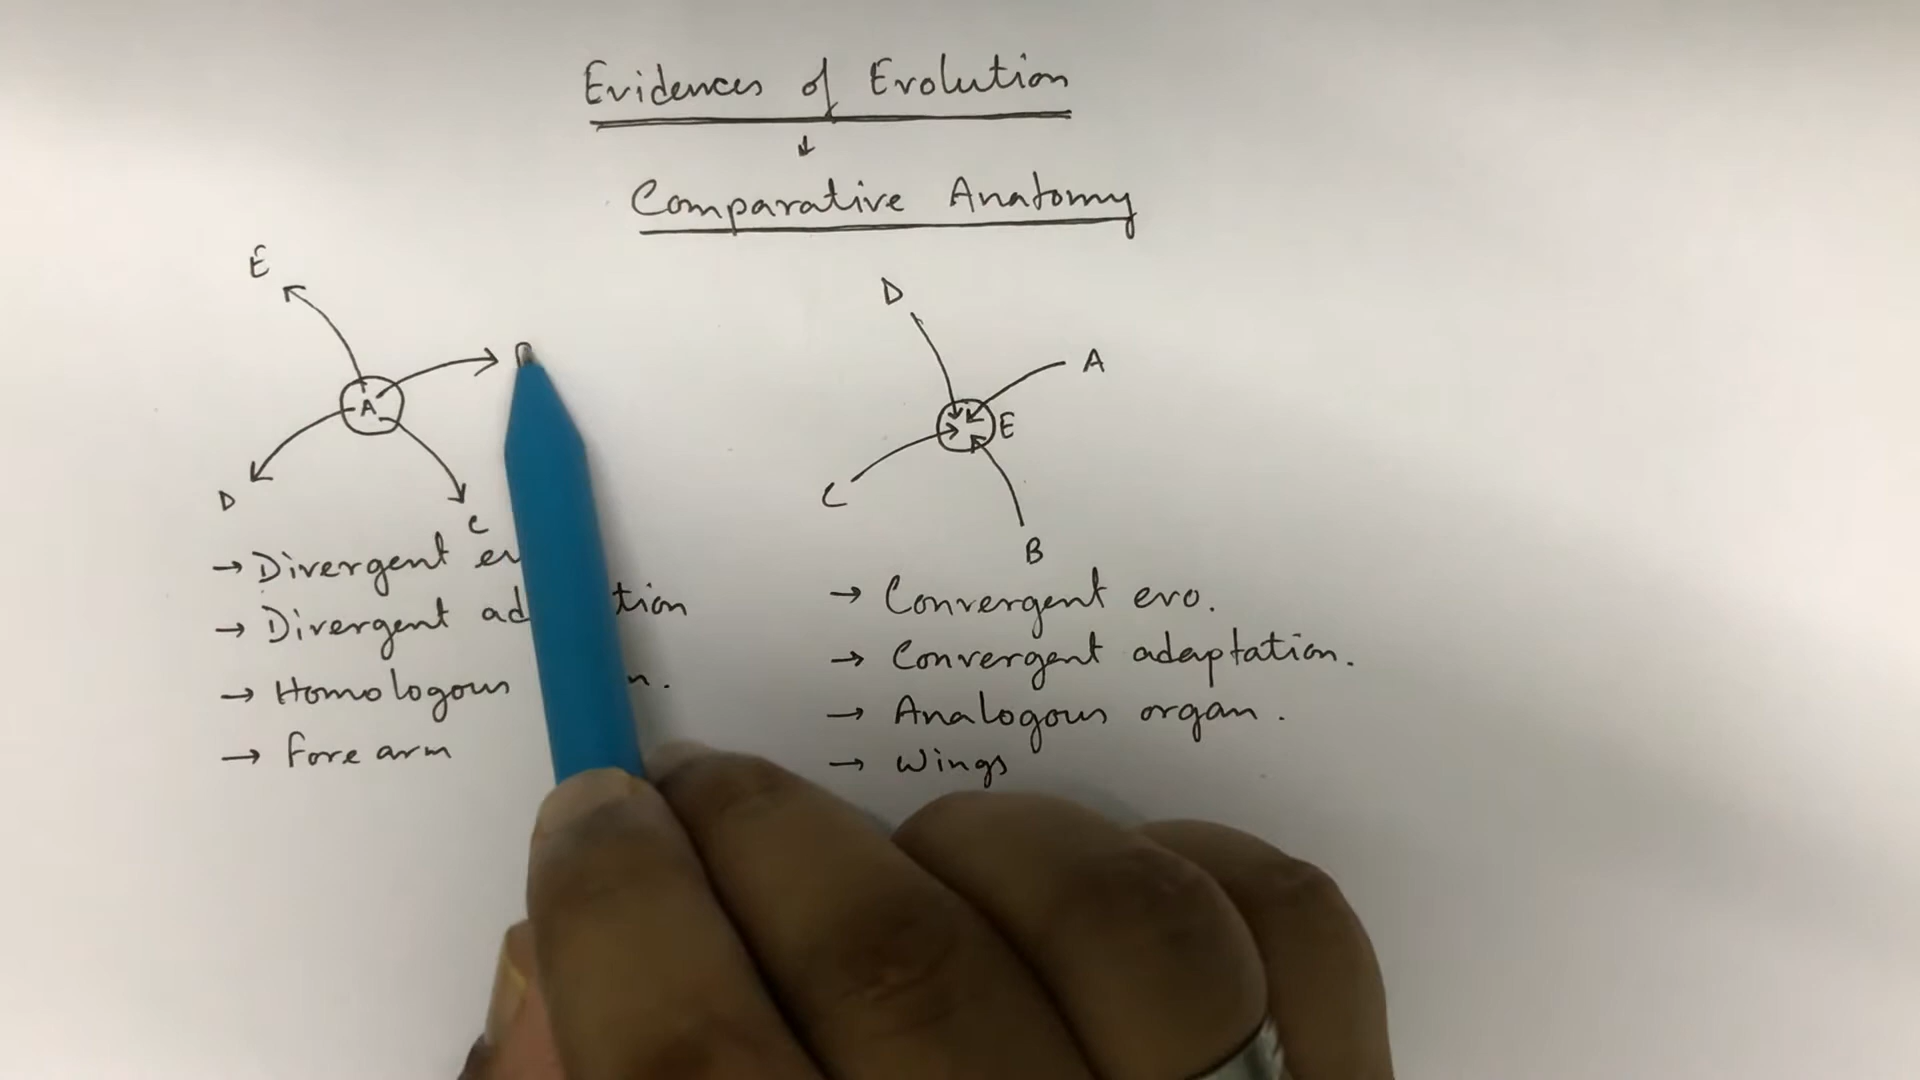 Evidences of Evolution
↓
Comparative Anatomy
E
A
D
C
→ Divergent
→ Divergent
→ Homologous
→ Fore arm
D
A
E
C
B
→ Convergent evo.
→ Convergent adaptation.
→ Analogous organ.
→ Wings